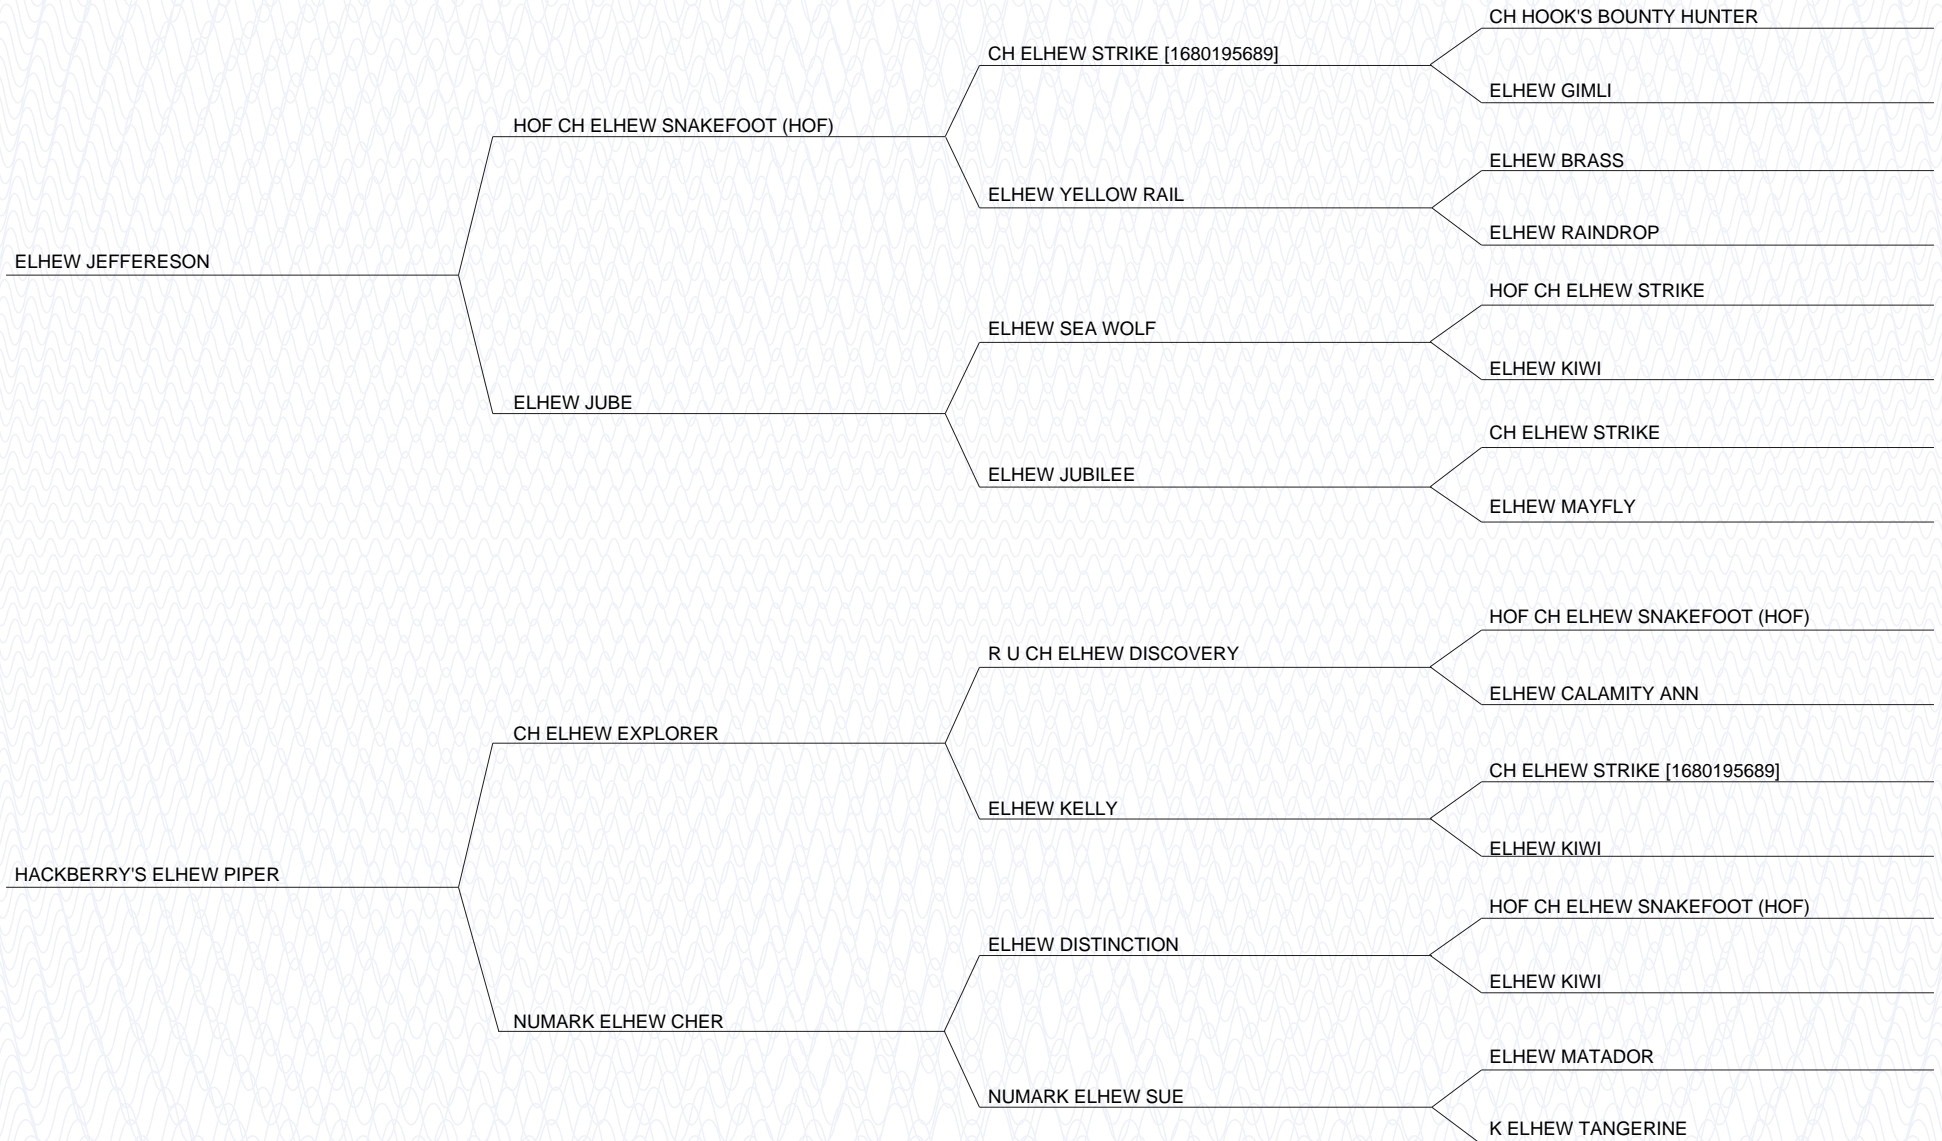 CH HOOK'S BOUNTY HUNTER
CH ELHEW STRIKE [1680195689]
ELHEW GIMLI
HOF CH ELHEW SNAKEFOOT (HOF)
ELHEW BRASS
ELHEW YELLOW RAIL
ELHEW RAINDROP
ELHEW JEFFERESON
HOF CH ELHEW STRIKE
ELHEW SEA WOLF
ELHEW KIWI
ELHEW JUBE
CH ELHEW STRIKE
ELHEW JUBILEE
ELHEW MAYFLY
HOF CH ELHEW SNAKEFOOT (HOF)
R U CH ELHEW DISCOVERY
ELHEW CALAMITY ANN
CH ELHEW EXPLORER
CH ELHEW STRIKE [1680195689]
ELHEW KELLY
ELHEW KIWI
HACKBERRY'S ELHEW PIPER
HOF CH ELHEW SNAKEFOOT (HOF)
ELHEW DISTINCTION
ELHEW KIWI
NUMARK ELHEW CHER
ELHEW MATADOR
NUMARK ELHEW SUE
K ELHEW TANGERINE